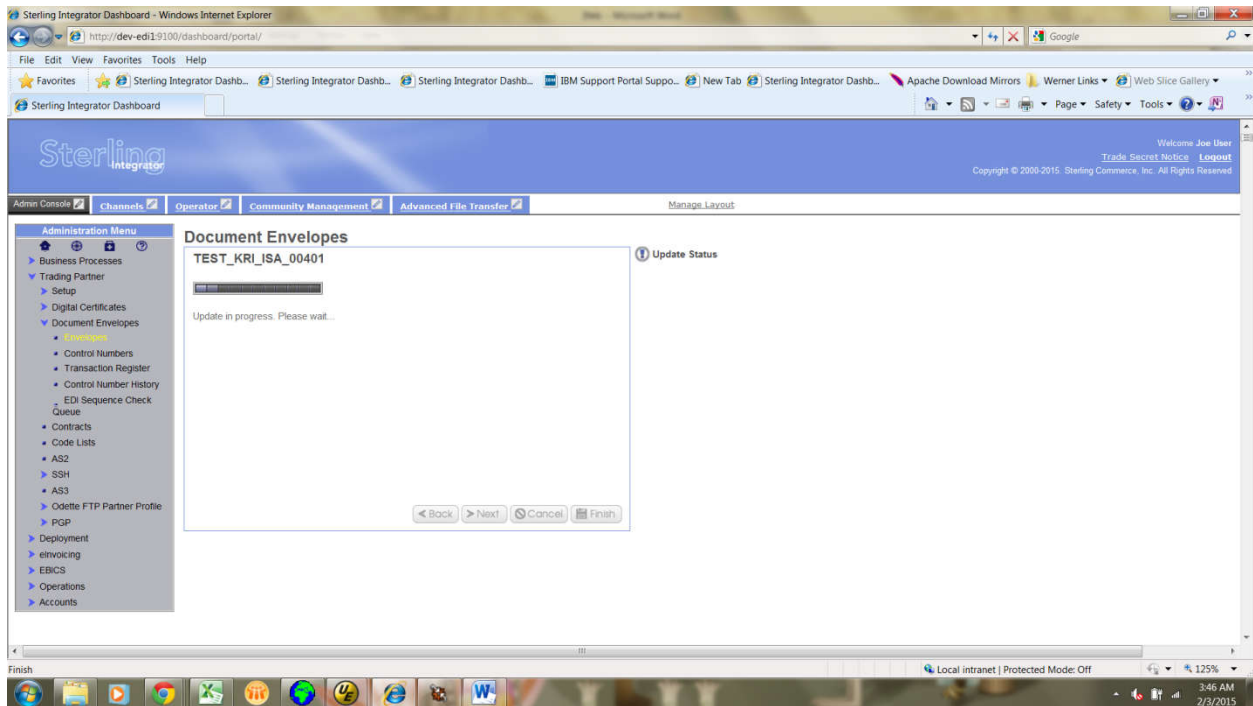 Sterling Integrator Dashboard - Windows Internet Explorer
http://dev-edi1:9100/dashboard/portal/
Google
File Edit View Favorites Tools Help
Favorites Sterling Integrator Dashb... Sterling Integrator Dashb... Sterling Integrator Dashb... IBM Support Portal Suppo... New Tab Sterling Integrator Dashb... Apache Download Mirrors Werner Links Web Slice Gallery
Sterling Integrator Dashboard
Page Safety Tools
Sterling
Integrator
Welcome Joe User
Trade Secret Notice Logout
Copyright © 2000-2015. Sterling Commerce, Inc. All Rights Reserved
Admin Console Channels Operator Community Management Advanced File Transfer Manage Layout
Administration Menu
Business Processes
Trading Partner
Setup
Digital Certificates
Document Envelopes
Envelopes
Control Numbers
Transaction Register
Control Number History
EDI Sequence Check
Queue
Contracts
Code Lists
AS2
SSH
AS3
Odette FTP Partner Profile
PGP
Deployment
eInvoicing
EBICS
Operations
Accounts
Document Envelopes
TEST_KRI_ISA_00401
Update in progress. Please wait...
Back Next Cancel Finish
Update Status
Finish
Local intranet | Protected Mode: Off
125%
3:46 AM
2/3/2015